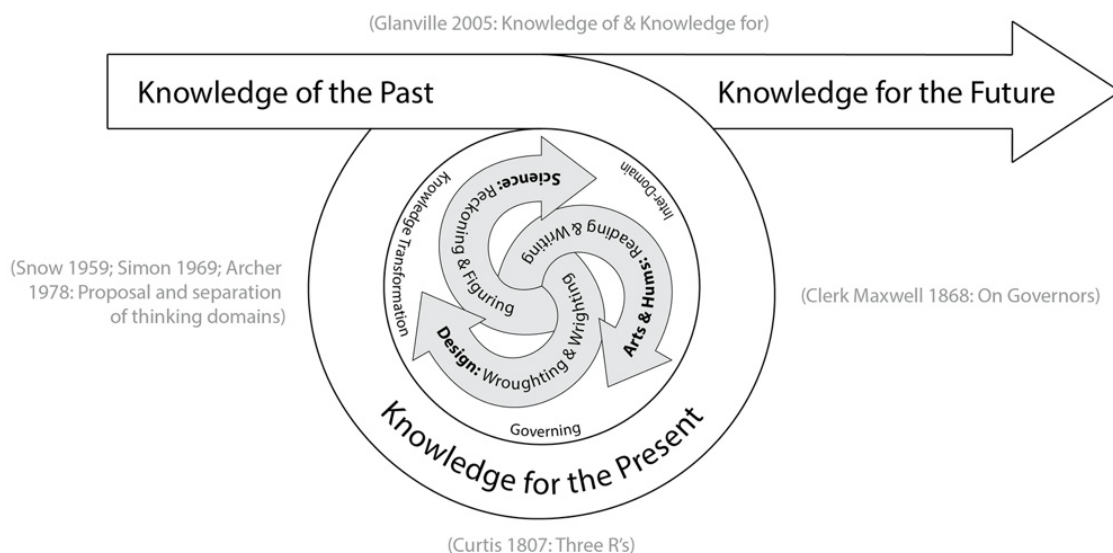 (Glanville 2005: Knowledge of & Knowledge for)
Knowledge of the Past
Knowledge for the Future
Knowledge Transformation
Inter-Domain
Science: Reckoning & Figuring
Arts & Hums: Reading & Writing
Design: Wroughting & Wrighting
Governing
Knowledge for the Present
(Snow 1959; Simon 1969; Archer
1978: Proposal and separation
of thinking domains)
(Clerk Maxwell 1868: On Governors)
(Curtis 1807: Three R's)